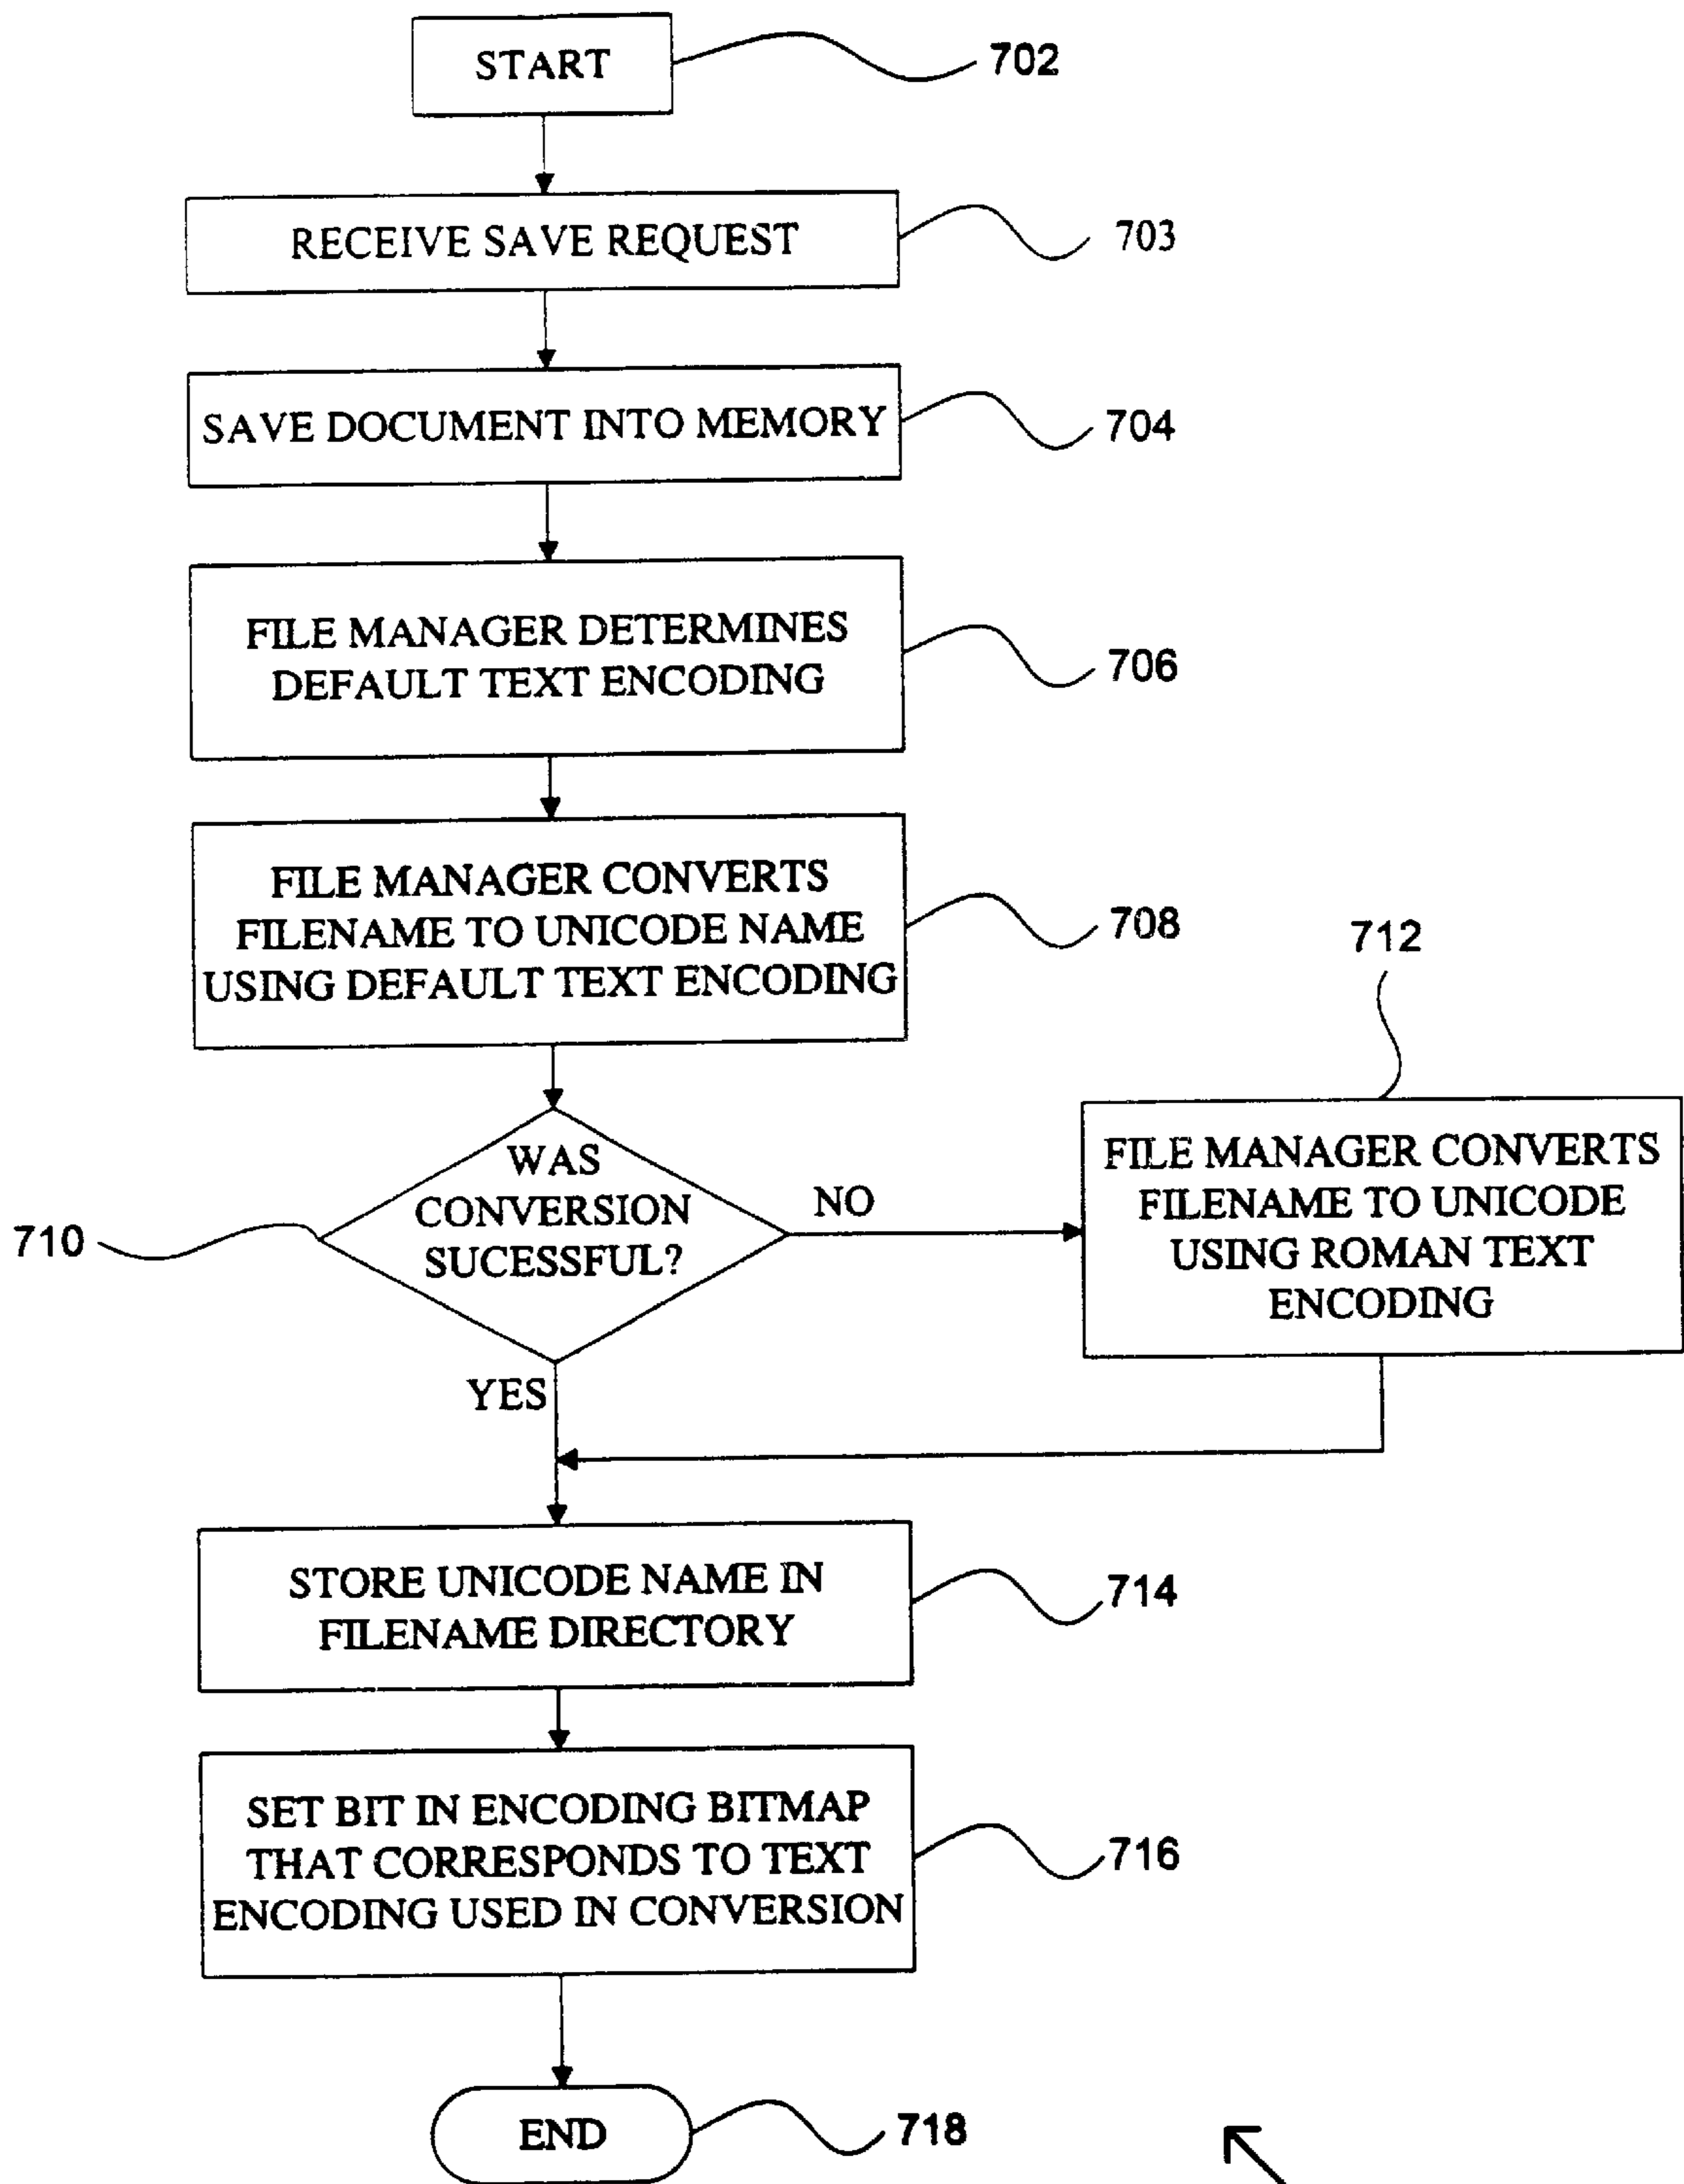 START
702
RECEIVE SAVE REQUEST
703
SAVE DOCUMENT INTO MEMORY
704
FILE MANAGER DETERMINES
DEFAULT TEXT ENCODING
706
FILE MANAGER CONVERTS
FILENAME TO UNICODE NAME
USING DEFAULT TEXT ENCODING
708
712
WAS
CONVERSION
SUCESSFUL?
710
NO
FILE MANAGER CONVERTS
FILENAME TO UNICODE
USING ROMAN TEXT
ENCODING
YES
STORE UNICODE NAME IN
FILENAME DIRECTORY
714
SET BIT IN ENCODING BITMAP
THAT CORRESPONDS TO TEXT
ENCODING USED IN CONVERSION
716
END
718